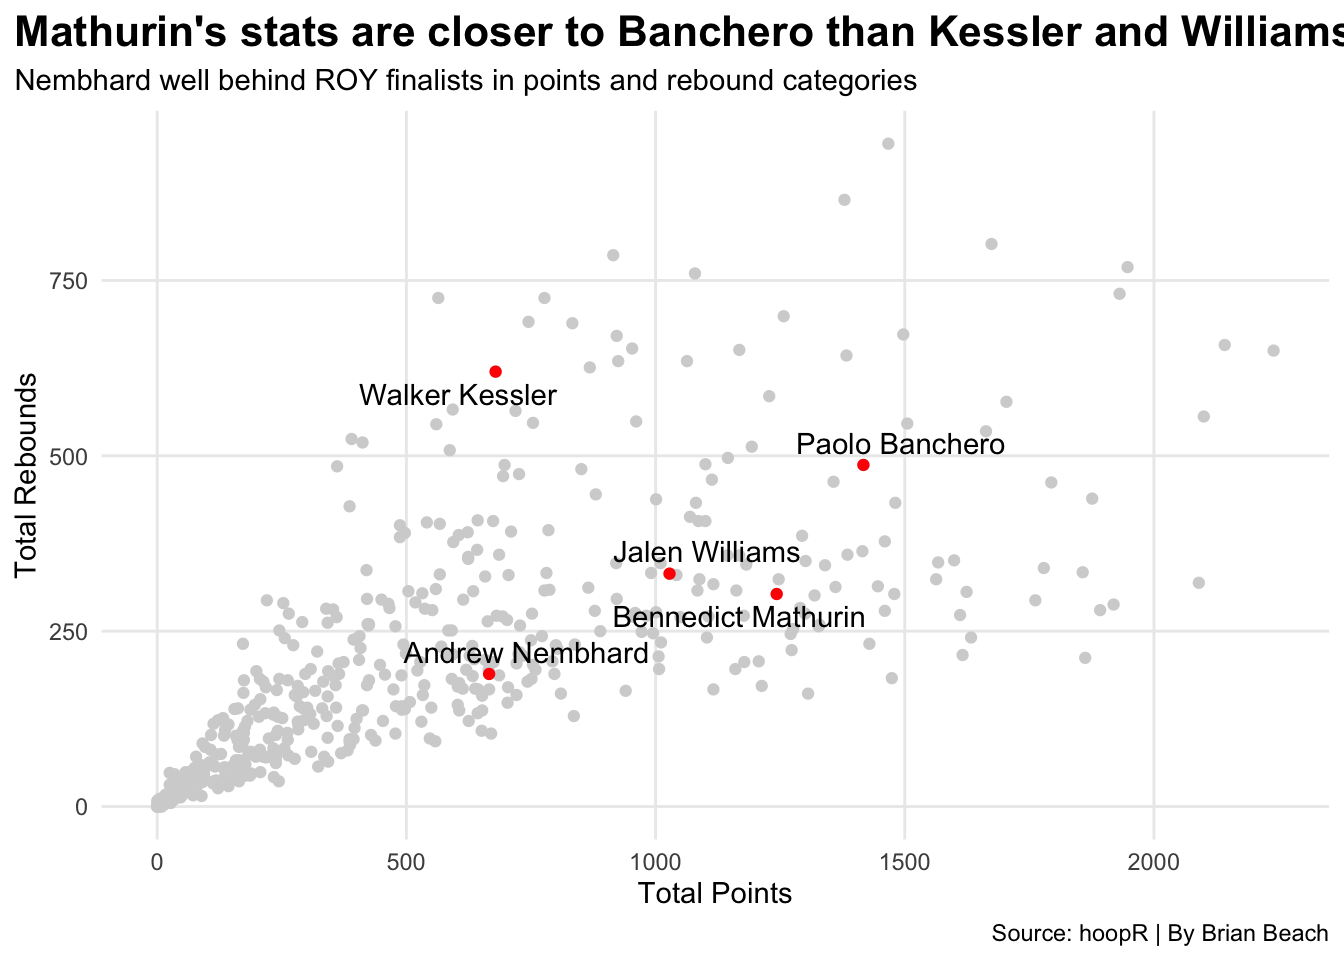 Mathurin's stats are closer to Banchero than Kessler and Williams
Nembhard well behind ROY finalists in points and rebound categories
Total Rebounds
750
500
250
0
Walker Kessler
Paolo Banchero
Jalen Williams
Bennedict Mathurin
Andrew Nembhard
0 500 1000 1500 2000
Total Points
Source: hoopR | By Brian Beach